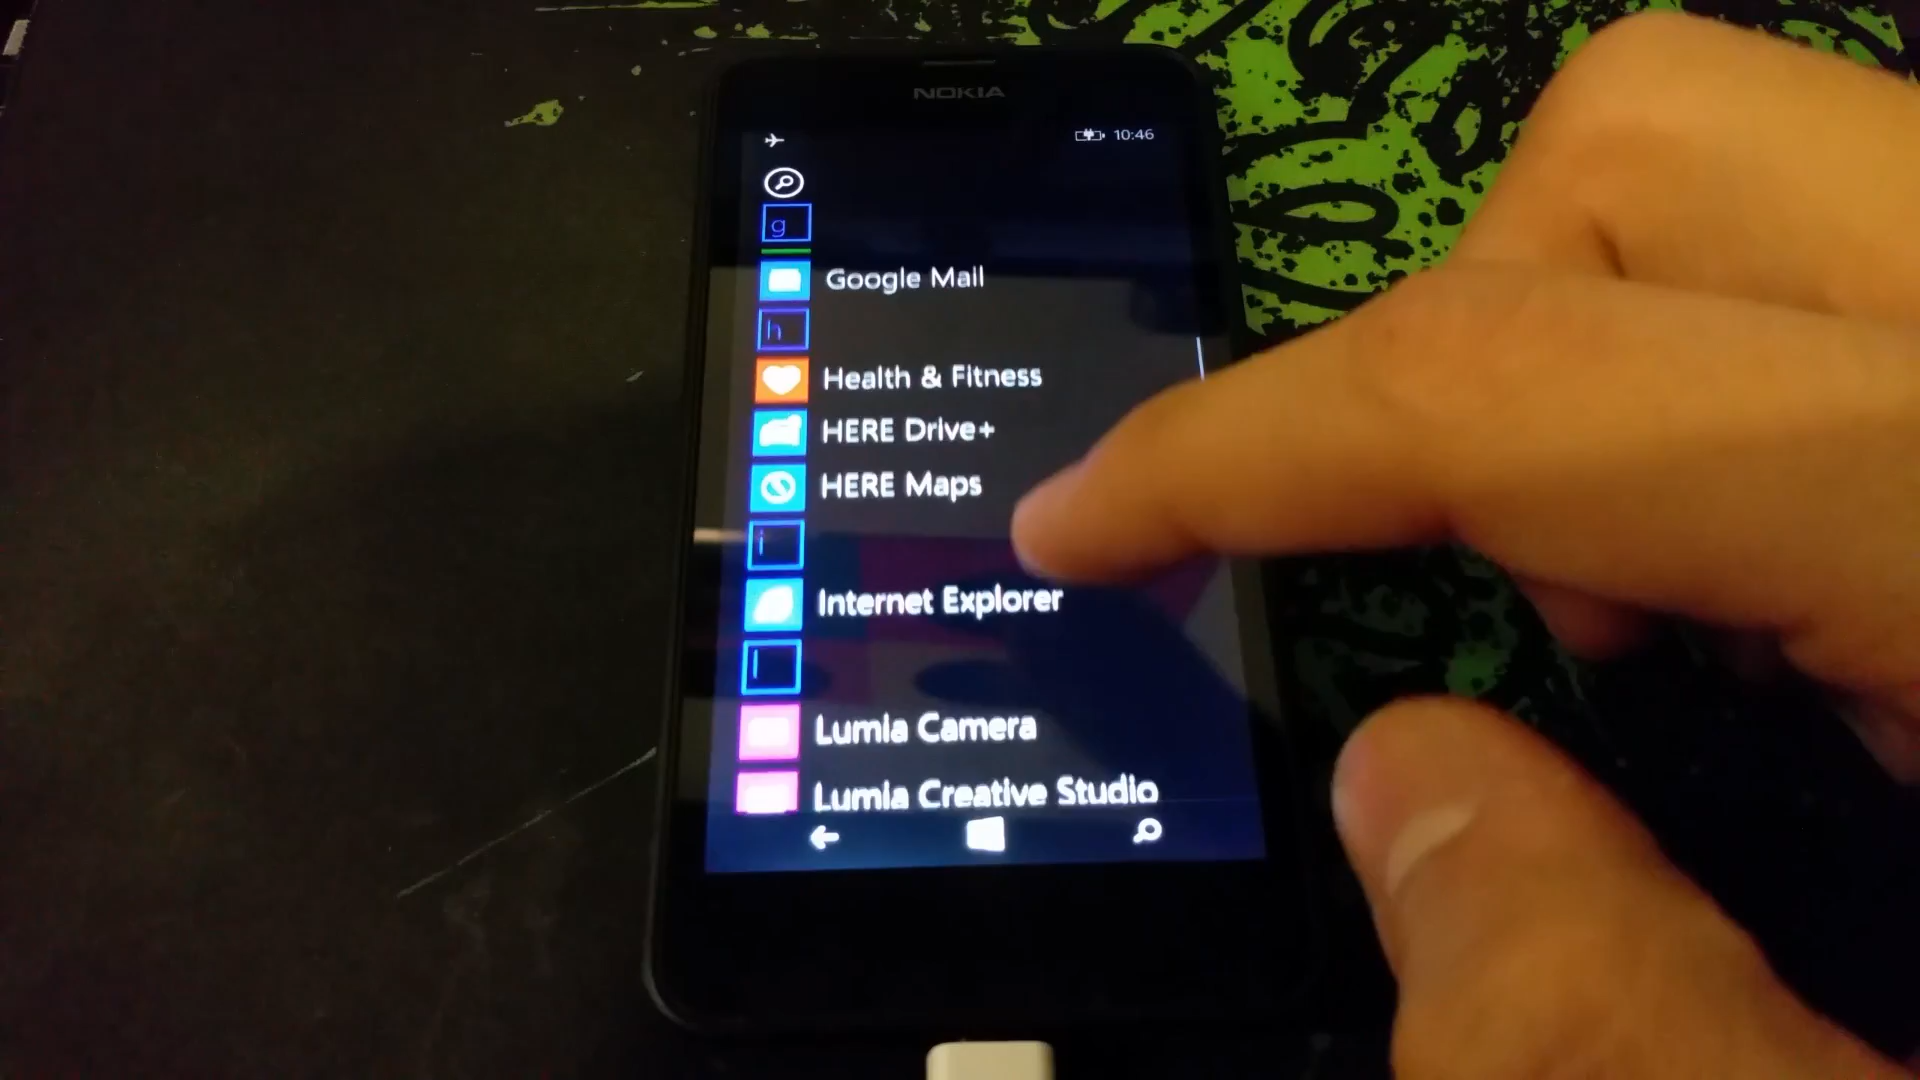 NOKIA
10:46
g
Google Mail
h
Health & Fitness
HERE Drive+
HERE Maps
i
Internet Explorer
l
Lumia Camera
Lumia Creative Studio